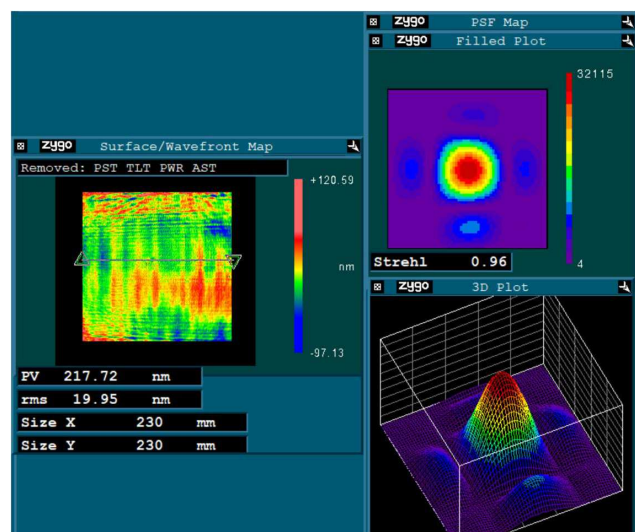 zygo Surface/Wavefront Map
Removed: PST TLT PWR AST
+120.59
nm
-97.13
PV 217.72 nm
rms 19.95 nm
Size X 230 mm
Size Y 230 mm
zygo PSF Map
zygo Filled Plot
32115
4
Strehl 0.96
zygo 3D Plot